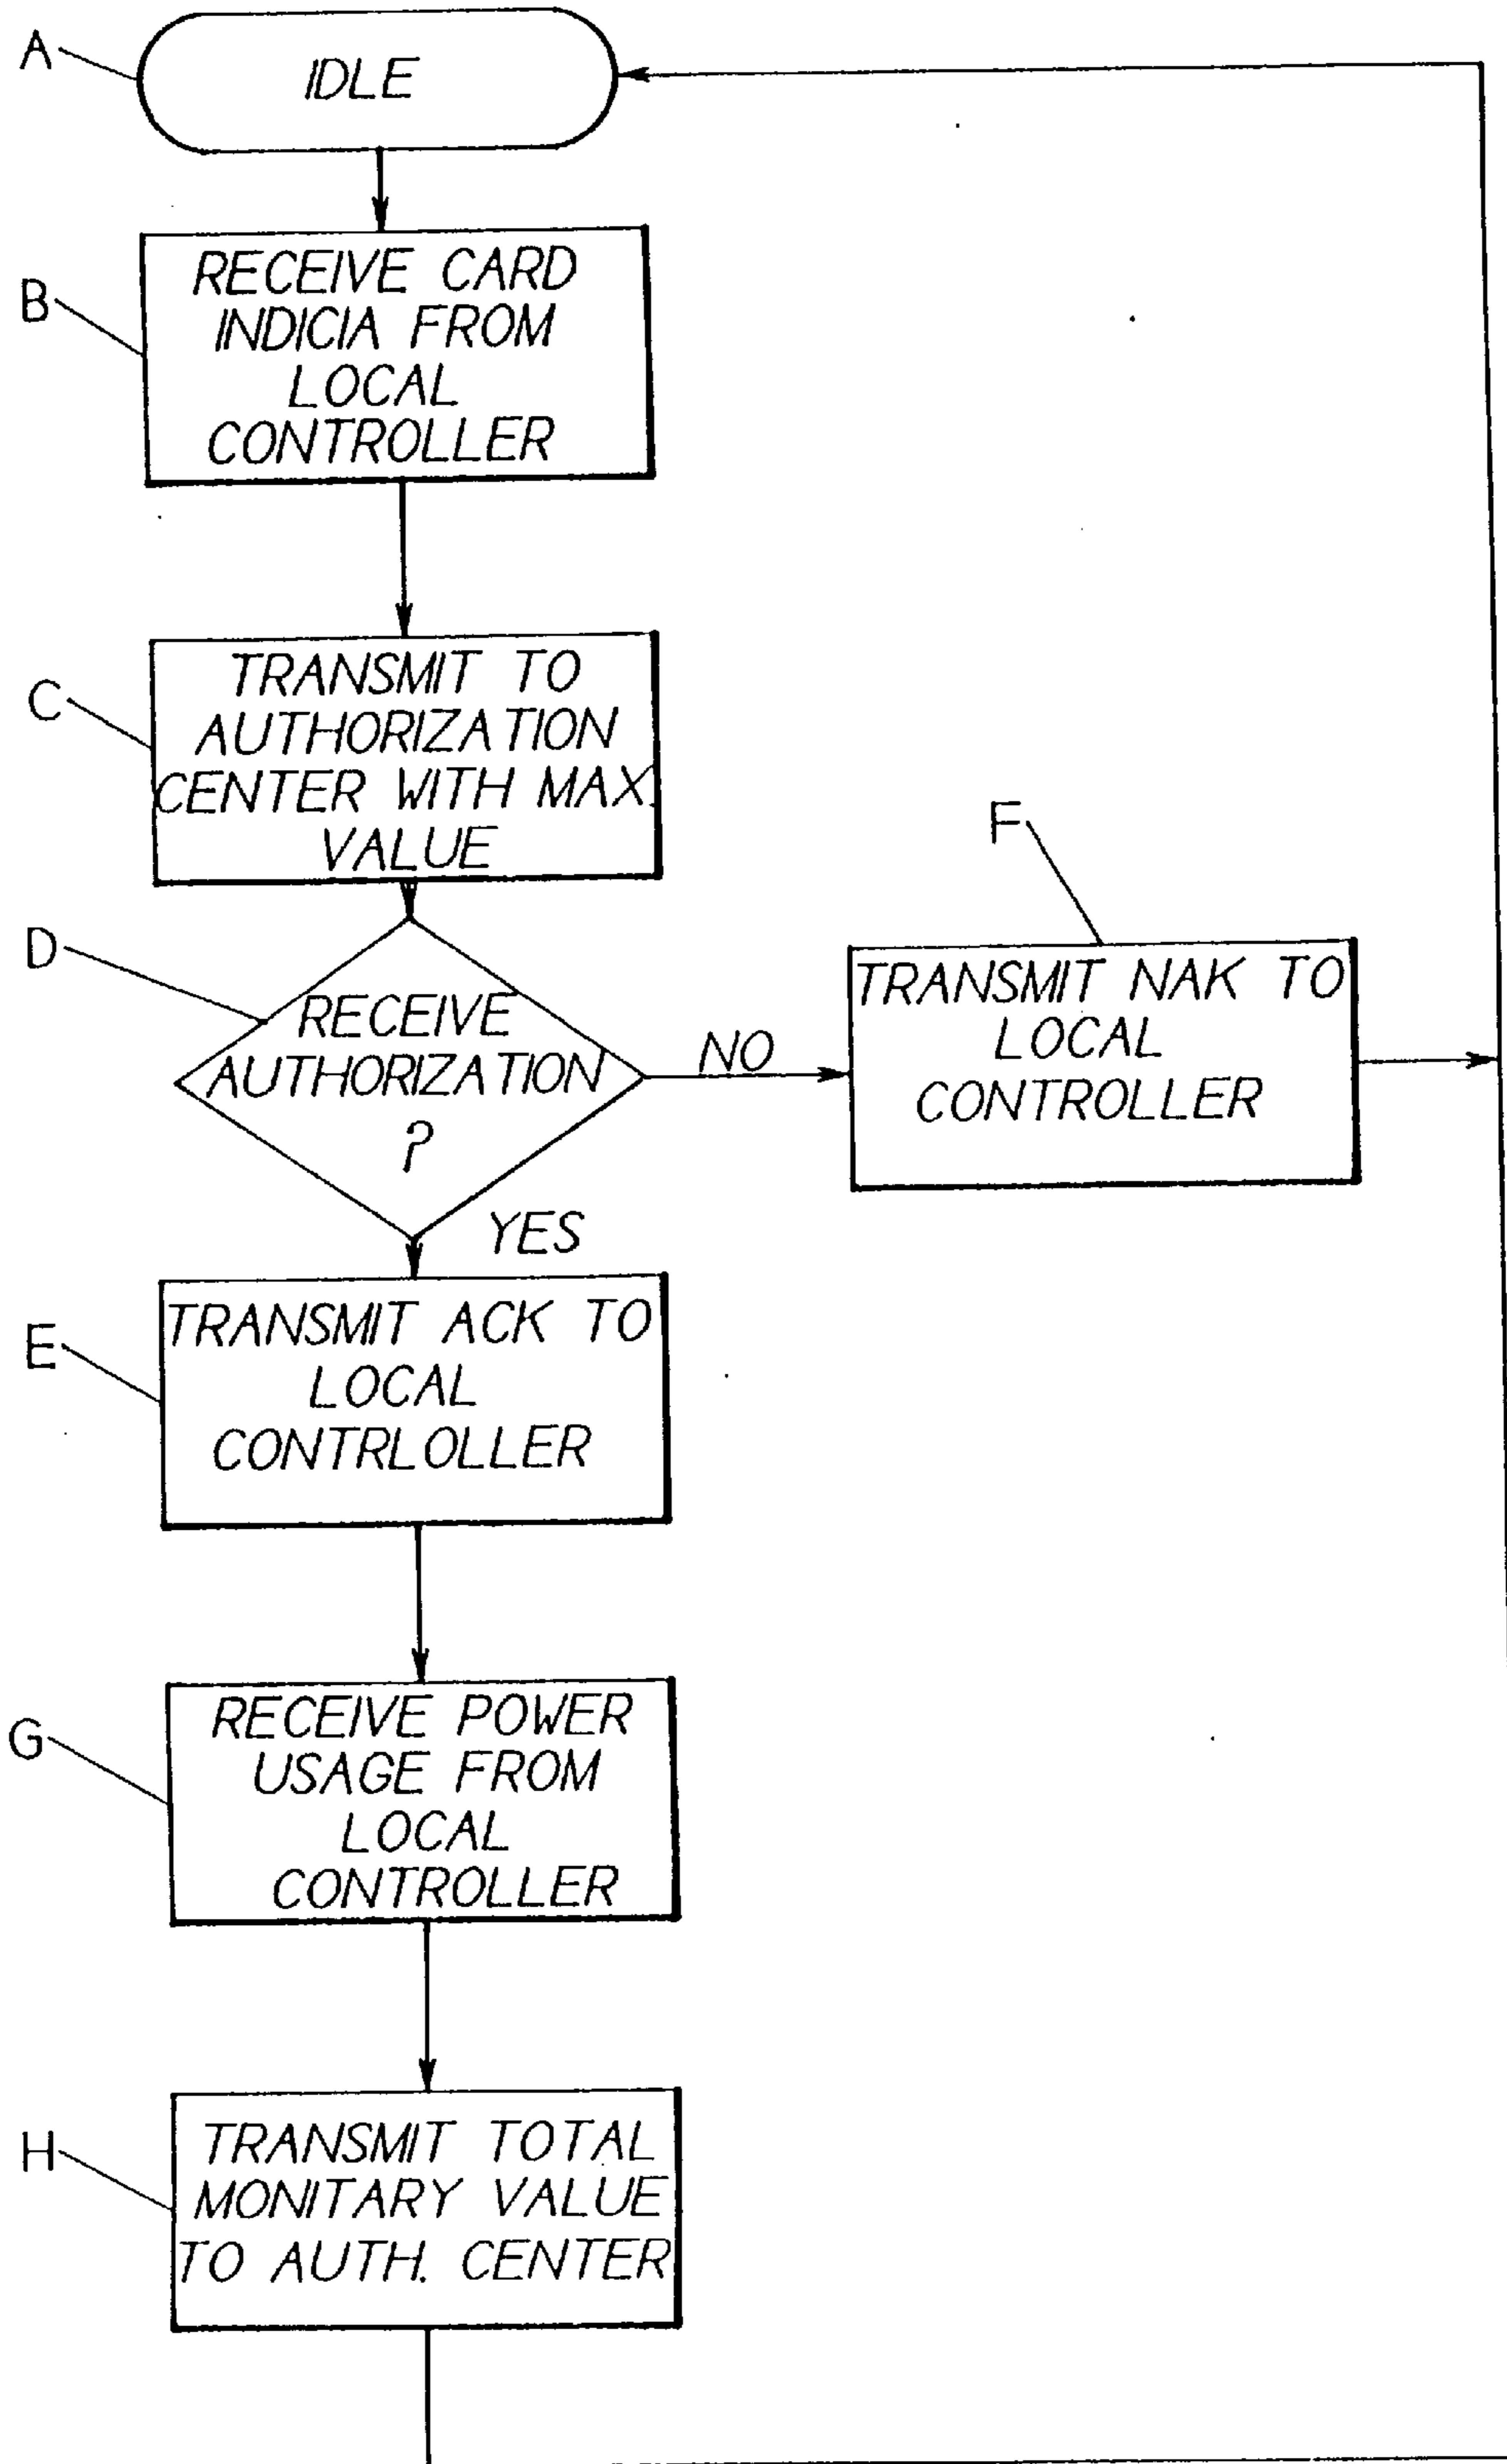 A
IDLE
B
RECEIVE CARD
INDICIA FROM
LOCAL
CONTROLLER
C
TRANSMIT TO
AUTHORIZATION
CENTER WITH MAX.
VALUE
D
RECEIVE
AUTHORIZATION
?
NO
F
TRANSMIT NAK TO
LOCAL
CONTROLLER
YES
E
TRANSMIT ACK TO
LOCAL
CONTRLOLLER
G
RECEIVE POWER
USAGE FROM
LOCAL
CONTROLLER
H
TRANSMIT TOTAL
MONITARY VALUE
TO AUTH. CENTER